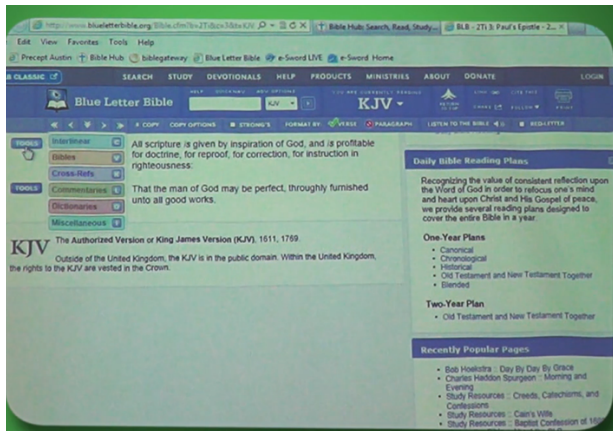 Bible Hub: Search, Read, Study...
BLB - 2Ti 3: Paul's Epistle - 2...
Edit View Favorites Tools Help
Precept Austin Bible Hub biblegateway Blue Letter Bible e-Sword LIVE e-Sword Home
CLASSIC SEARCH STUDY DEVOTIONALS HELP PRODUCTS MINISTRIES ABOUT DONATE LOGIN
Blue Letter Bible
KJV
KJV
COPY COPY OPTIONS STRONG'S FORMAT BY VERSE PARAGRAPH LISTEN TO THE BIBLE RED-LETTER
TOOLS
Interlinear
Bibles
Cross-Refs
TOOLS
Commentaries
Dictionaries
Miscellaneous
All scripture is given by inspiration of God, and is profitable
for doctrine, for reproof, for correction, for instruction in
righteousness:
That the man of God may be perfect, throughly furnished
unto all good works.
KJV
The Authorized Version or King James Version (KJV), 1611, 1769.
Outside of the United Kingdom, the KJV is in the public domain. Within the United Kingdom,
the rights to the KJV are vested in the Crown.
Daily Bible Reading Plans
Recognizing the value of consistent reflection upon
the Word of God in order to refocus one's mind
and heart upon Christ and His Gospel of peace,
we provide several reading plans designed to
cover the entire Bible in a year.
One-Year Plans
• Canonical
• Chronological
• Historical
• Old Testament and New Testament Together
• Blended
Two-Year Plan
• Old Testament and New Testament Together
Recently Popular Pages
• Bob Hoekstra :: Day By Day By Grace
• Charles Haddon Spurgeon :: Morning and
Evening
• Study Resources :: Creeds, Catechisms, and
Confessions
• Study Resources :: Cain's Wife
• Study Resources :: Baptist Confession of